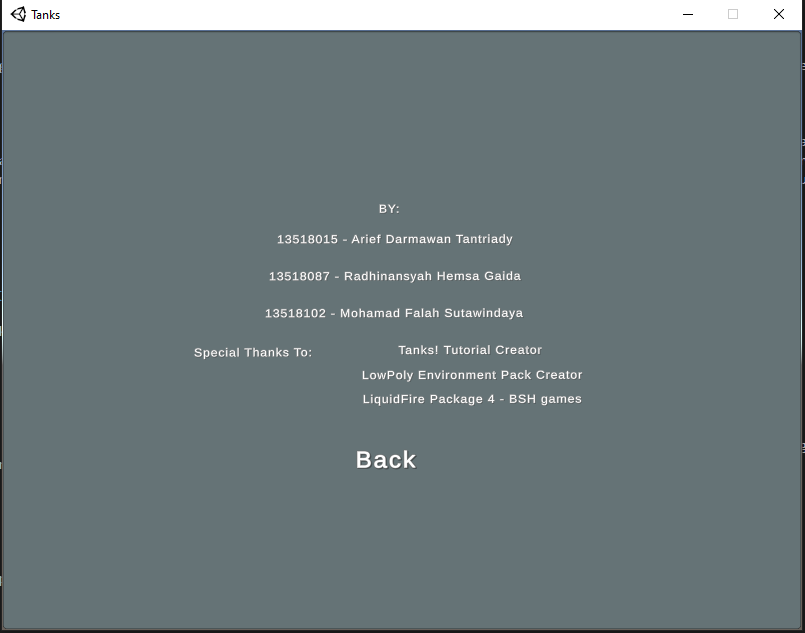 Tanks
BY:
13518015 - Arief Darmawan Tantriady
13518087 - Radhinansyah Hemsa Gaida
13518102 - Mohamad Falah Sutawindaya
Special Thanks To:
Tanks! Tutorial Creator
LowPoly Environment Pack Creator
LiquidFire Package 4 - BSH games
Back